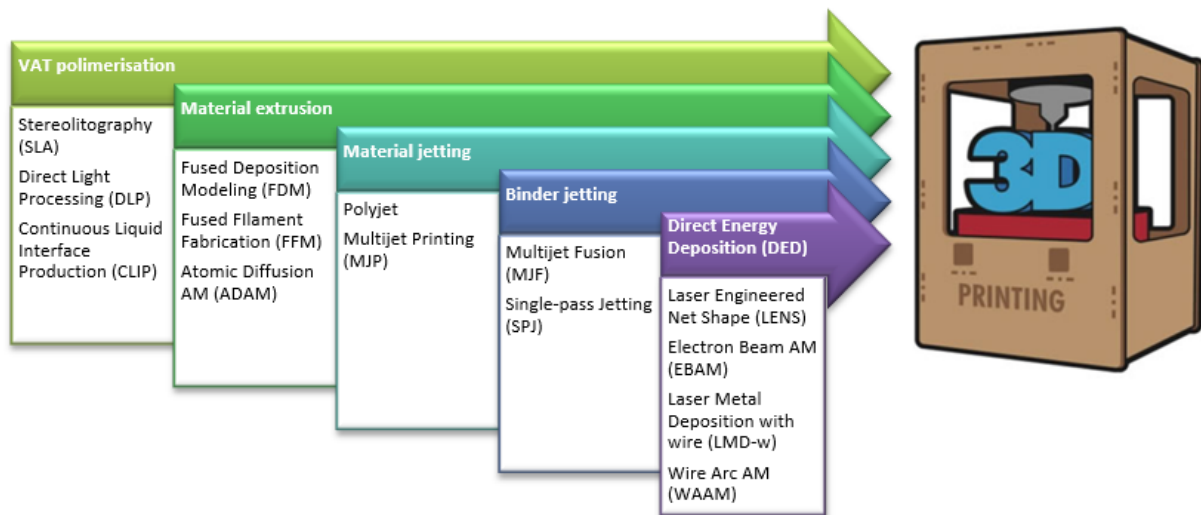 VAT polimerisation
Stereolitography
(SLA)
Direct Light
Processing (DLP)
Continuous Liquid
Interface
Production (CLIP)
Material extrusion
Fused Deposition
Modeling (FDM)
Fused FIlament
Fabrication (FFM)
Atomic Diffusion
AM (ADAM)
Material jetting
Polyjet
Multijet Printing
(MJP)
Binder jetting
Multijet Fusion
(MJF)
Single-pass Jetting
(SPJ)
Direct Energy
Deposition (DED)
Laser Engineered
Net Shape (LENS)
Electron Beam AM
(EBAM)
Laser Metal
Deposition with
wire (LMD-w)
Wire Arc AM
(WAAM)
3D
PRINTING